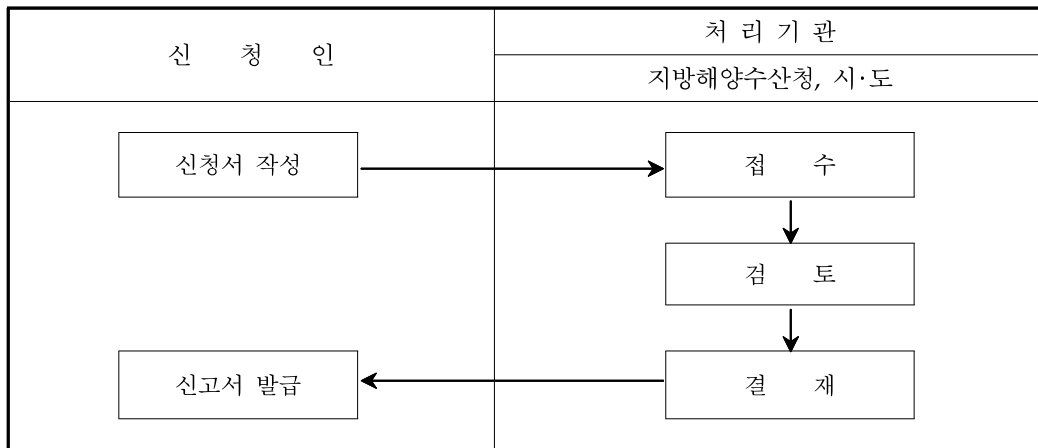 신 청 인
처 리 기 관
지방해양수산청, 시·도
신청서 작성
접 수
검 토
신고서 발급
결 재